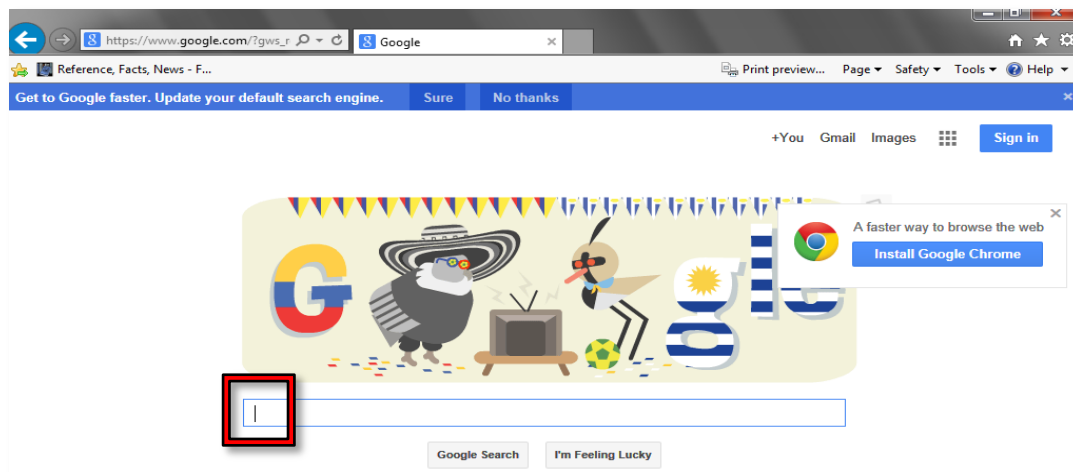 https://www.google.com/?gws_r
Google
Reference, Facts, News - F...
Print preview... Page Safety Tools Help
Get to Google faster. Update your default search engine. Sure No thanks
+You Gmail Images Sign in
A faster way to browse the web
Install Google Chrome
G gle
Google Search I'm Feeling Lucky